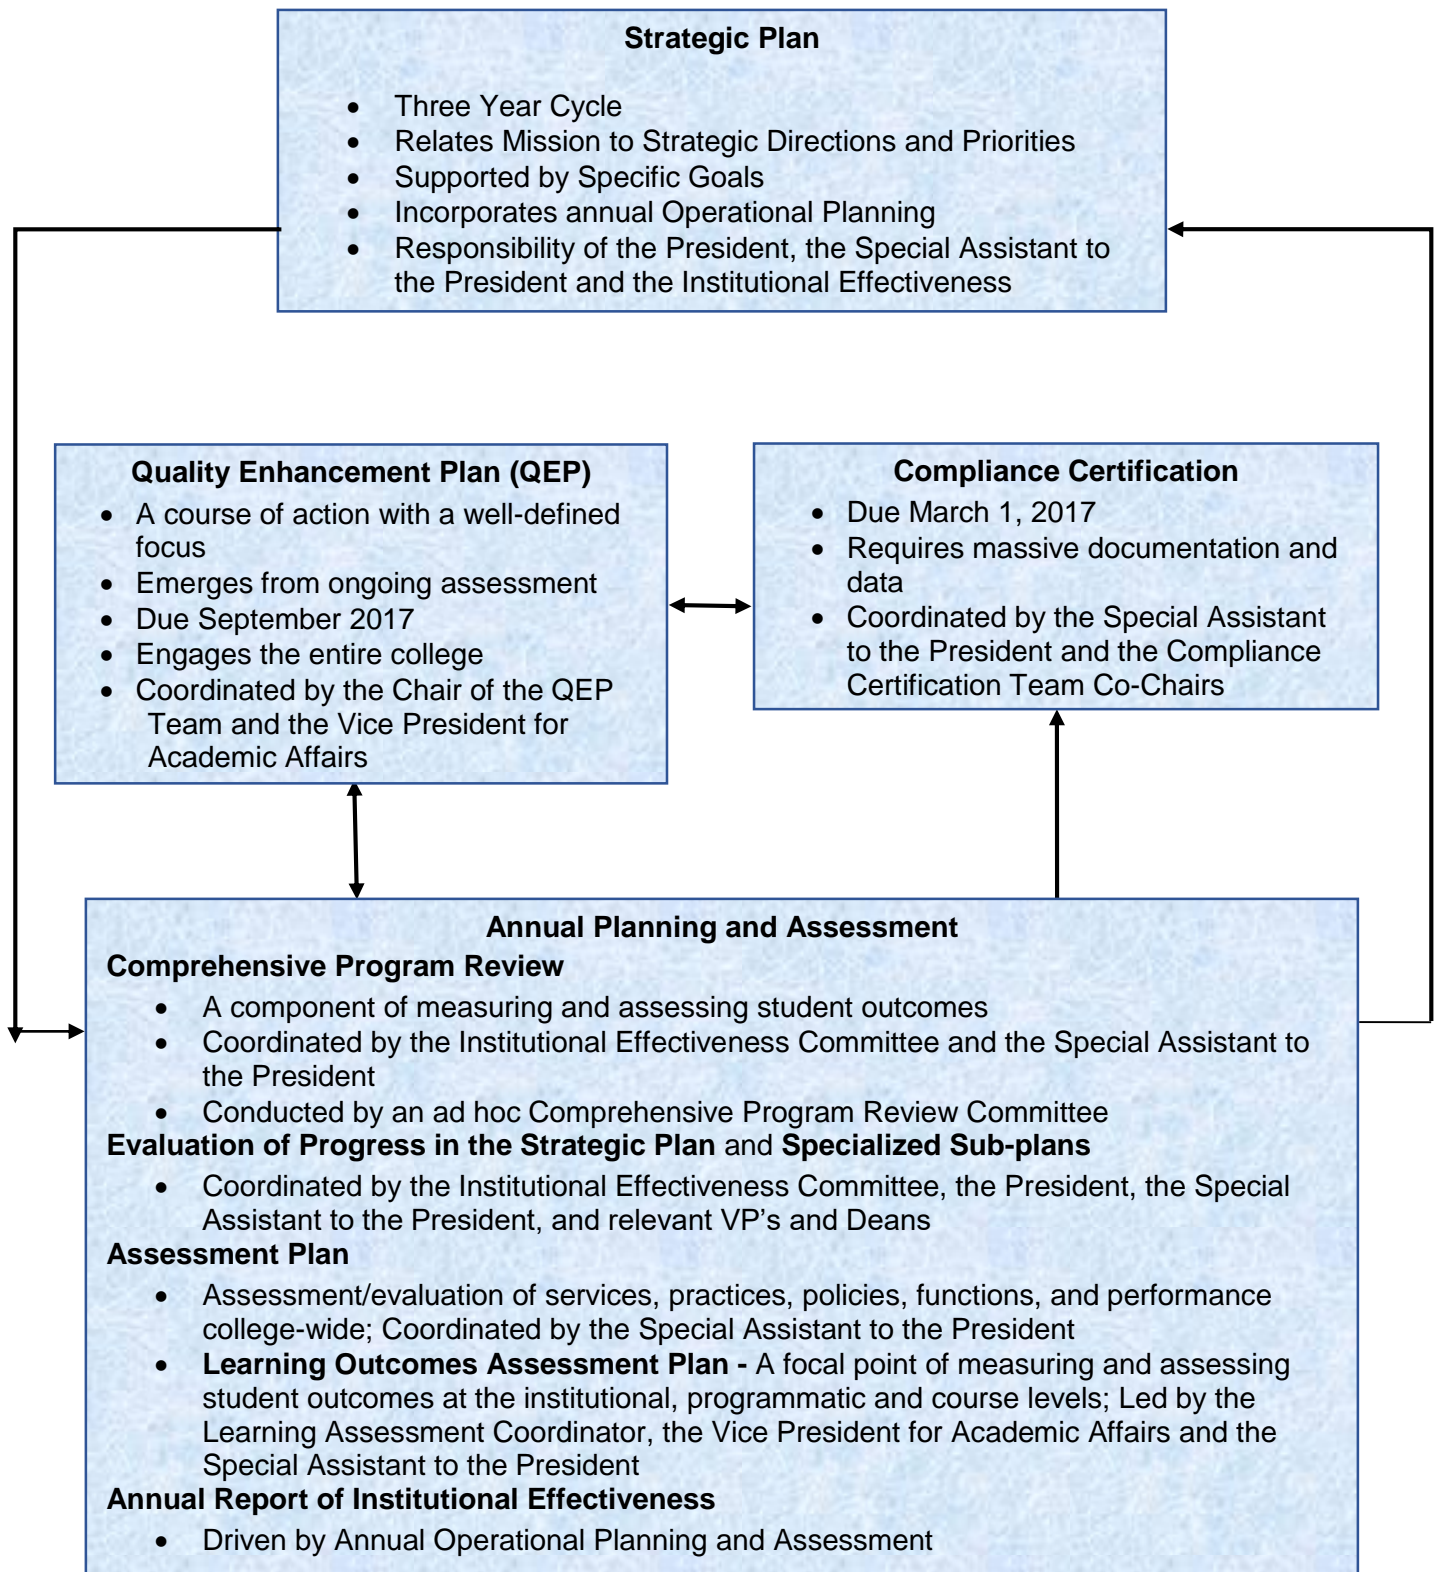 Strategic Plan
• Three Year Cycle
• Relates Mission to Strategic Directions and Priorities
• Supported by Specific Goals
• Incorporates annual Operational Planning
• Responsibility of the President, the Special Assistant to
the President and the Institutional Effectiveness
Quality Enhancement Plan (QEP)
• A course of action with a well-defined
focus
• Emerges from ongoing assessment
• Due September 2017
• Engages the entire college
• Coordinated by the Chair of the QEP
Team and the Vice President for
Academic Affairs
Compliance Certification
• Due March 1, 2017
• Requires massive documentation and
data
• Coordinated by the Special Assistant
to the President and the Compliance
Certification Team Co-Chairs
Annual Planning and Assessment
Comprehensive Program Review
• A component of measuring and assessing student outcomes
• Coordinated by the Institutional Effectiveness Committee and the Special Assistant to
the President
• Conducted by an ad hoc Comprehensive Program Review Committee
Evaluation of Progress in the Strategic Plan and Specialized Sub-plans
• Coordinated by the Institutional Effectiveness Committee, the President, the Special
Assistant to the President, and relevant VP's and Deans
Assessment Plan
• Assessment/evaluation of services, practices, policies, functions, and performance
college-wide; Coordinated by the Special Assistant to the President
• Learning Outcomes Assessment Plan - A focal point of measuring and assessing
student outcomes at the institutional, programmatic and course levels; Led by the
Learning Assessment Coordinator, the Vice President for Academic Affairs and the
Special Assistant to the President
Annual Report of Institutional Effectiveness
• Driven by Annual Operational Planning and Assessment